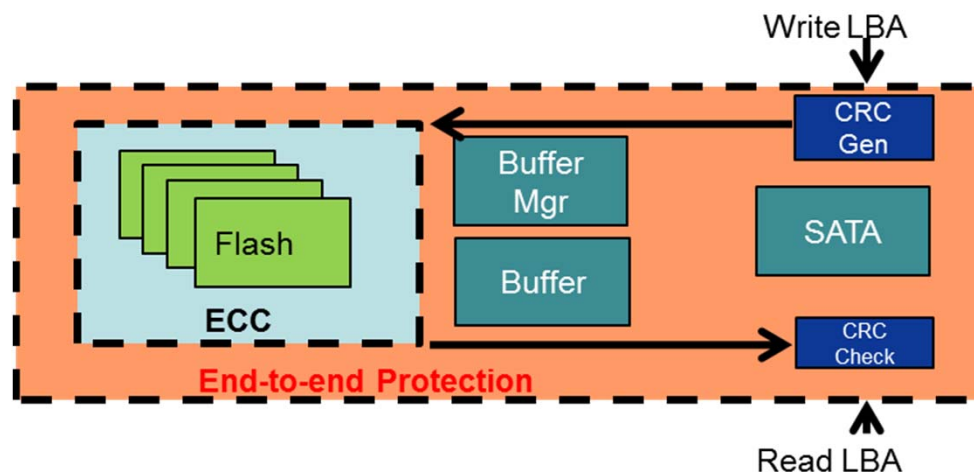 Write LBA
CRC
Gen
Buffer
Mgr
SATA
Flash
Buffer
ECC
CRC
Check
End-to-end Protection
Read LBA